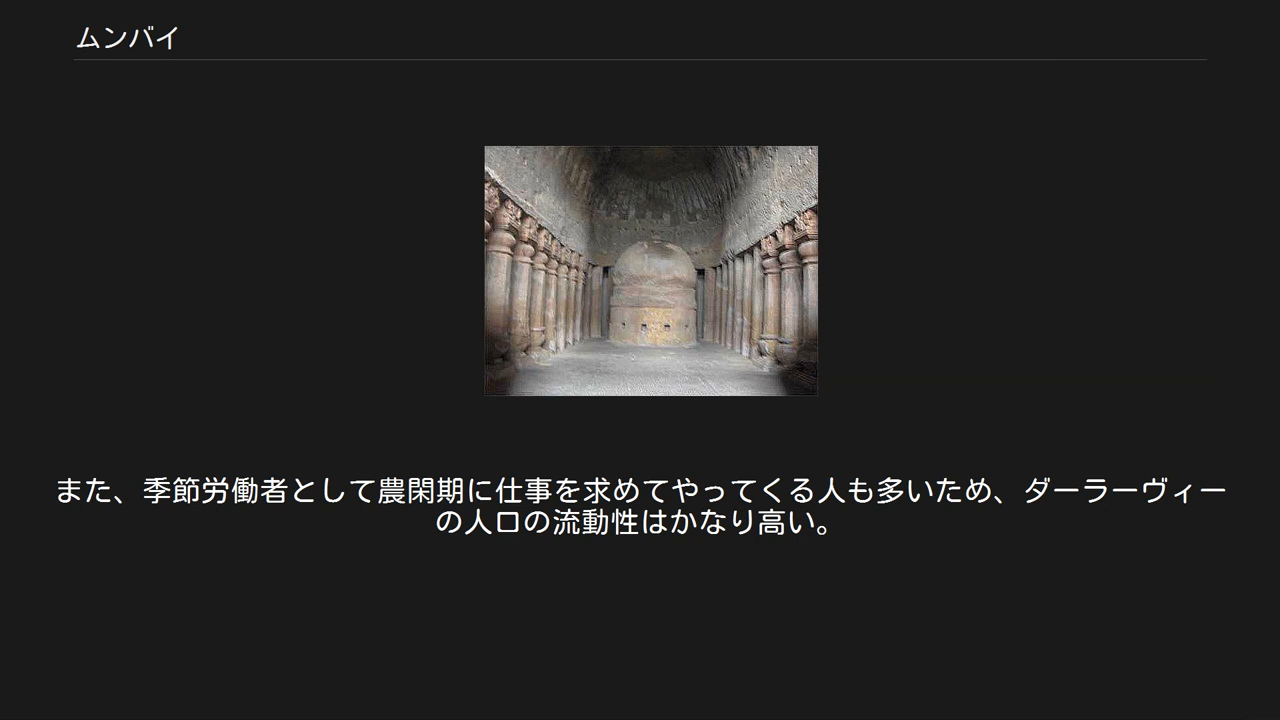 ムンバイ
また、季節労働者として農閑期に仕事を求めてやってくる人も多いため、ダーラーヴィー
の人口の流動性はかなり高い。